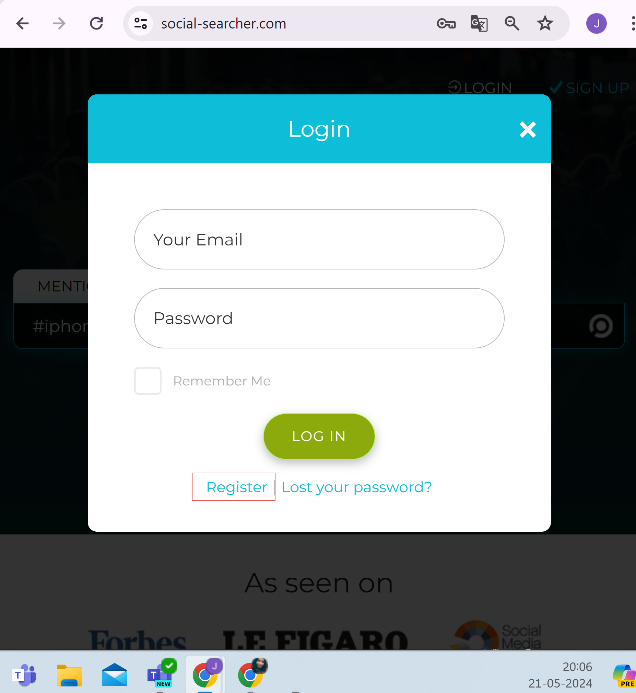 social-searcher.com
J
LOGIN
SIGN UP
Login
Your Email
MENTIO
#iphon
Password
Remember Me
LOG IN
Register | Lost your password?
As seen on
Forbes
LE FIGARO
Social
Media
T
T
NEW
J
20:06
21-05-2024
PRE